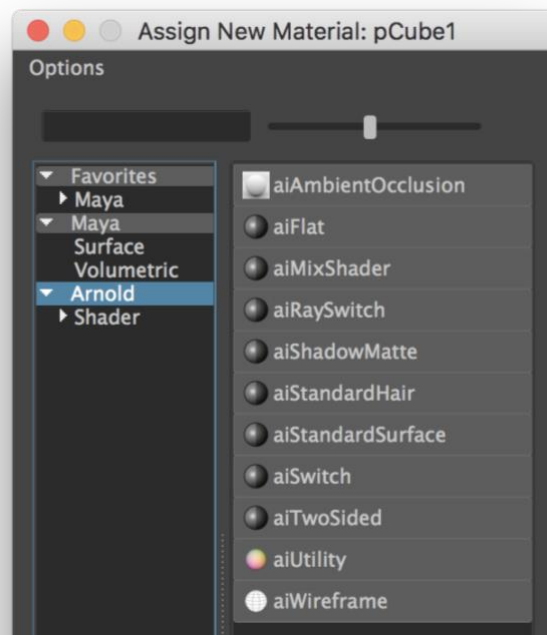 Assign New Material: pCube1
Options
Favorites
Maya
Maya
Surface
Volumetric
Arnold
Shader
aiAmbientOcclusion
aiFlat
aiMixShader
aiRaySwitch
aiShadowMatte
aiStandardHair
aiStandardSurface
aiSwitch
aiTwoSided
aiUtility
aiWireframe